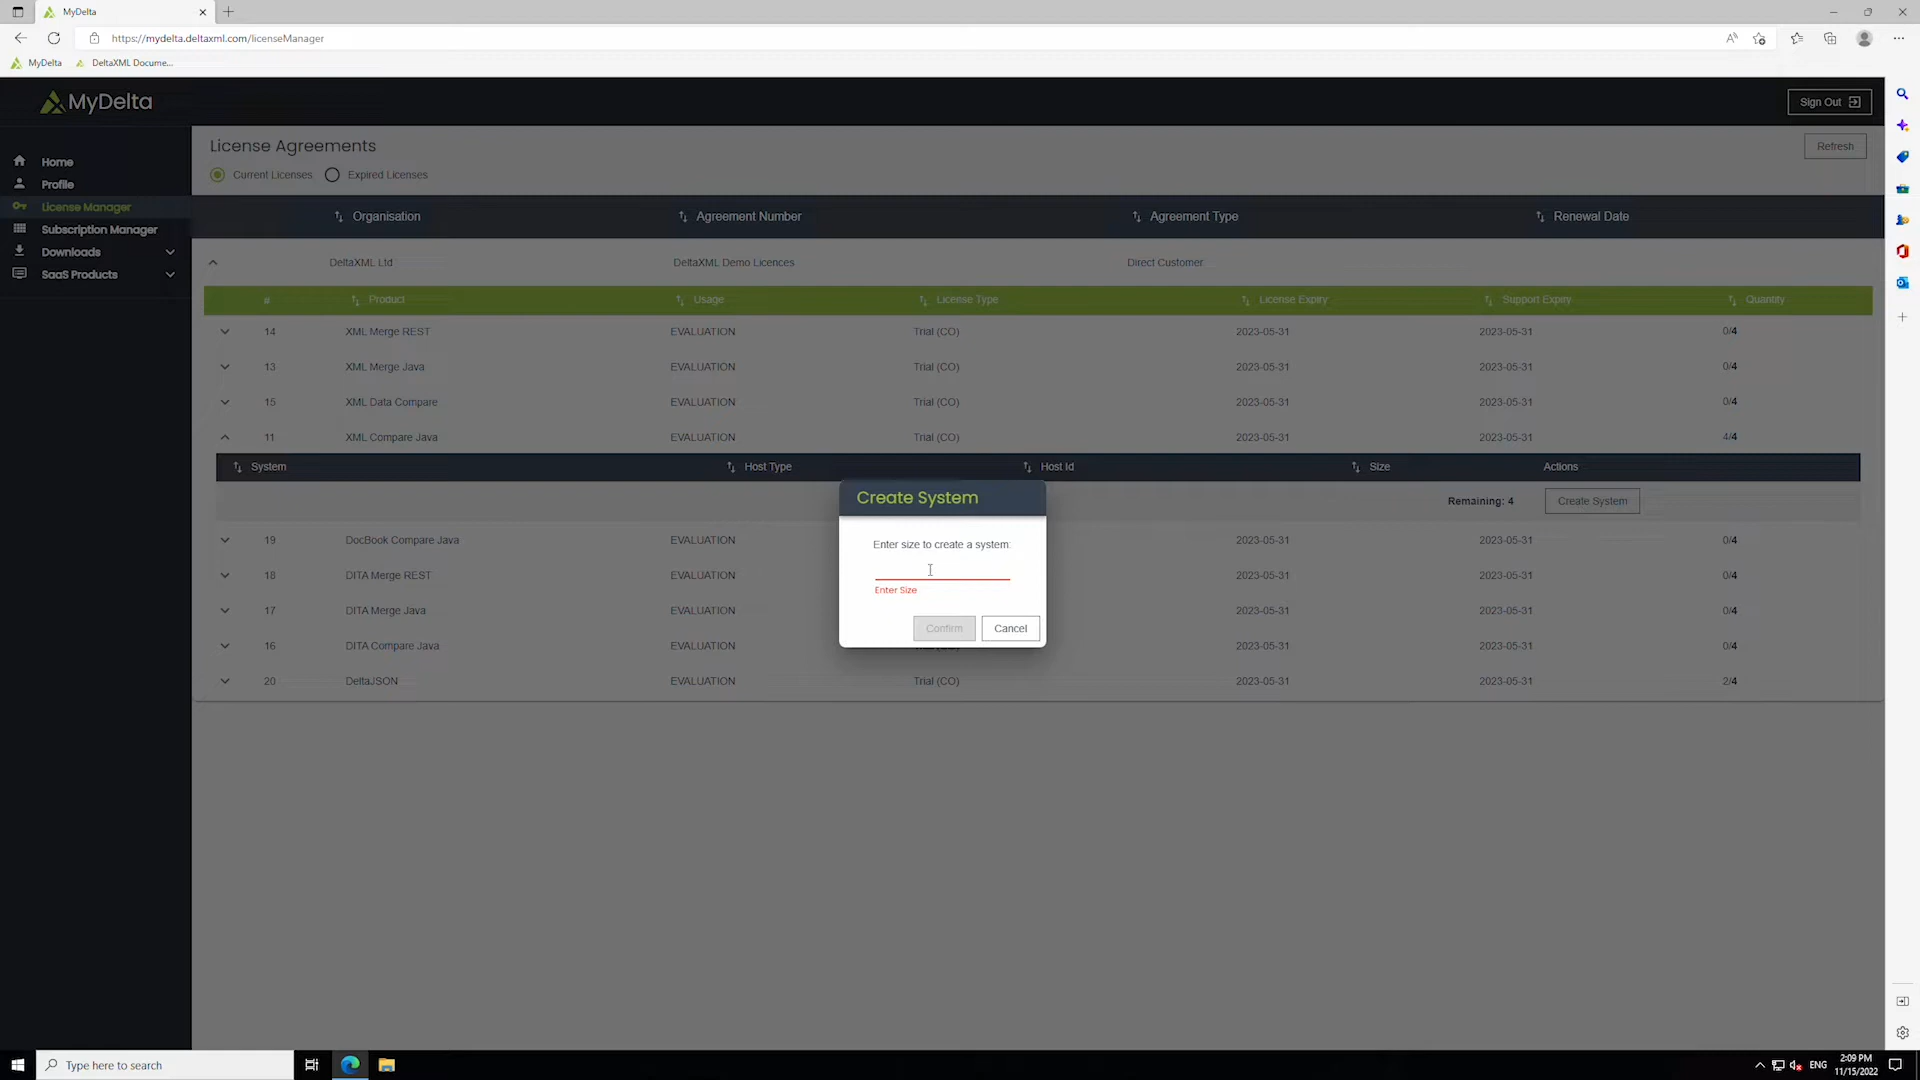 MyDelta
https://mydelta.deltaxml.com/licenseManager
MyDelta DeltaXML Docume...
MyDelta
Sign Out
Home
Profile
License Manager
Subscription Manager
Downloads
SaaS Products
License Agreements
Refresh
Current Licenses Expired Licenses
Organisation Agreement Number Agreement Type Renewal Date
DeltaXML Ltd DeltaXML Demo Licences Direct Customer
# Product Usage License Type License Expiry Support Expiry Quantity
14 XML Merge REST EVALUATION Trial (CO) 2023-05-31 2023-05-31 0/4
13 XML Merge Java EVALUATION Trial (CO) 2023-05-31 2023-05-31 0/4
15 XML Data Compare EVALUATION Trial (CO) 2023-05-31 2023-05-31 0/4
11 XML Compare Java EVALUATION Trial (CO) 2023-05-31 2023-05-31 4/4
System Host Type Host Id Size Actions
Remaining: 4 Create System
19 DocBook Compare Java EVALUATION 2023-05-31 2023-05-31 0/4
18 DITA Merge REST EVALUATION 2023-05-31 2023-05-31 0/4
17 DITA Merge Java EVALUATION 2023-05-31 2023-05-31 0/4
16 DITA Compare Java EVALUATION 2023-05-31 2023-05-31 0/4
20 DeltaJSON EVALUATION Trial (CO) 2023-05-31 2023-05-31 2/4
Create System
Enter size to create a system:
Enter Size
Confirm Cancel
Type here to search
ENG
2:09 PM
11/15/2022